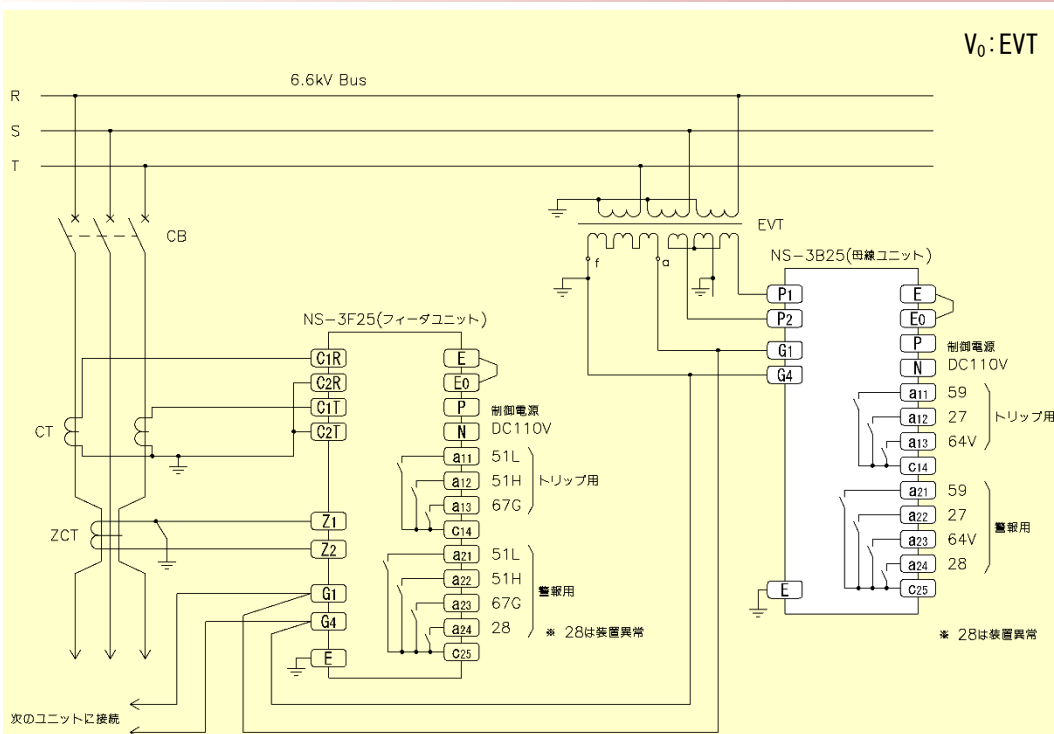 V₀:EVT
6.6kV Bus
R
S
T
CB
EVT
f
a
NS-3B25(母線ユニット)
P1
P2
G1
G4
E
E0
P
N
制御電源
DC110V
a11 59
a12 27
a13 64V
C14
トリップ用
a21 59
a22 27
a23 64V
a24 28
C25
警報用
E
※ 28は装置異常
NS-3F25(フィーダユニット)
C1R
C2R
C1T
C2T
E
E0
P
N
制御電源
DC110V
CT
a11 51L
a12 51H
a13 67G
C14
トリップ用
ZCT
Z1
Z2
a21 51L
a22 51H
a23 67G
a24 28
C25
警報用
※ 28は装置異常
G1
G4
E
次のユニットに接続